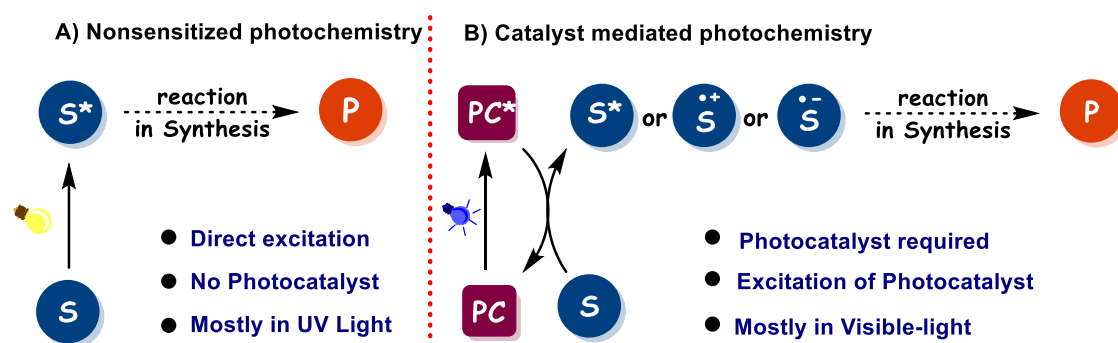 A) Nonsensitized photochemistry
S*
reaction
in Synthesis
P
S
Direct excitation
No Photocatalyst
Mostly in UV Light
B) Catalyst mediated photochemistry
PC*
S* or S•+ or S•-
reaction
in Synthesis
P
PC
S
Photocatalyst required
Excitation of Photocatalyst
Mostly in Visible-light